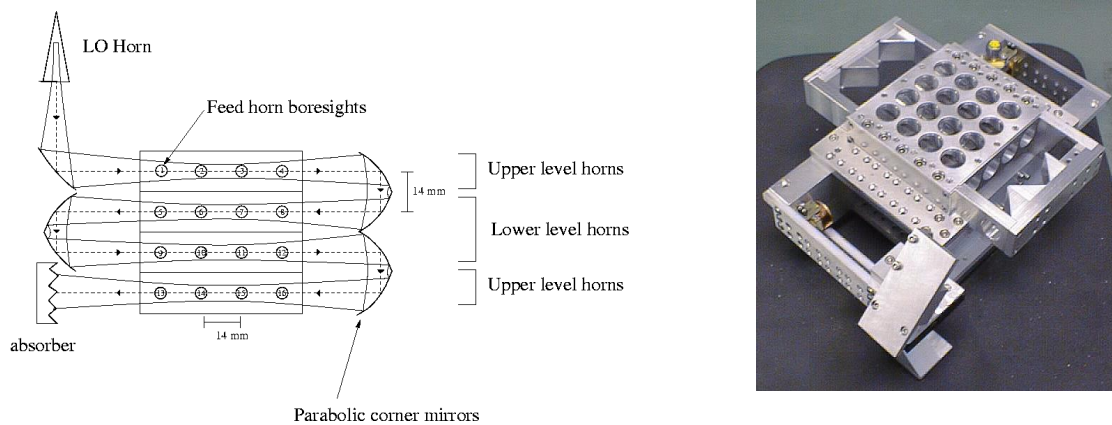 LO Horn
Feed horn boresights
1 2 3 4
Upper level horns
14 mm
5 6 7 8
Lower level horns
9 10 11 12
Upper level horns
13 14 15 16
14 mm
absorber
Parabolic corner mirrors